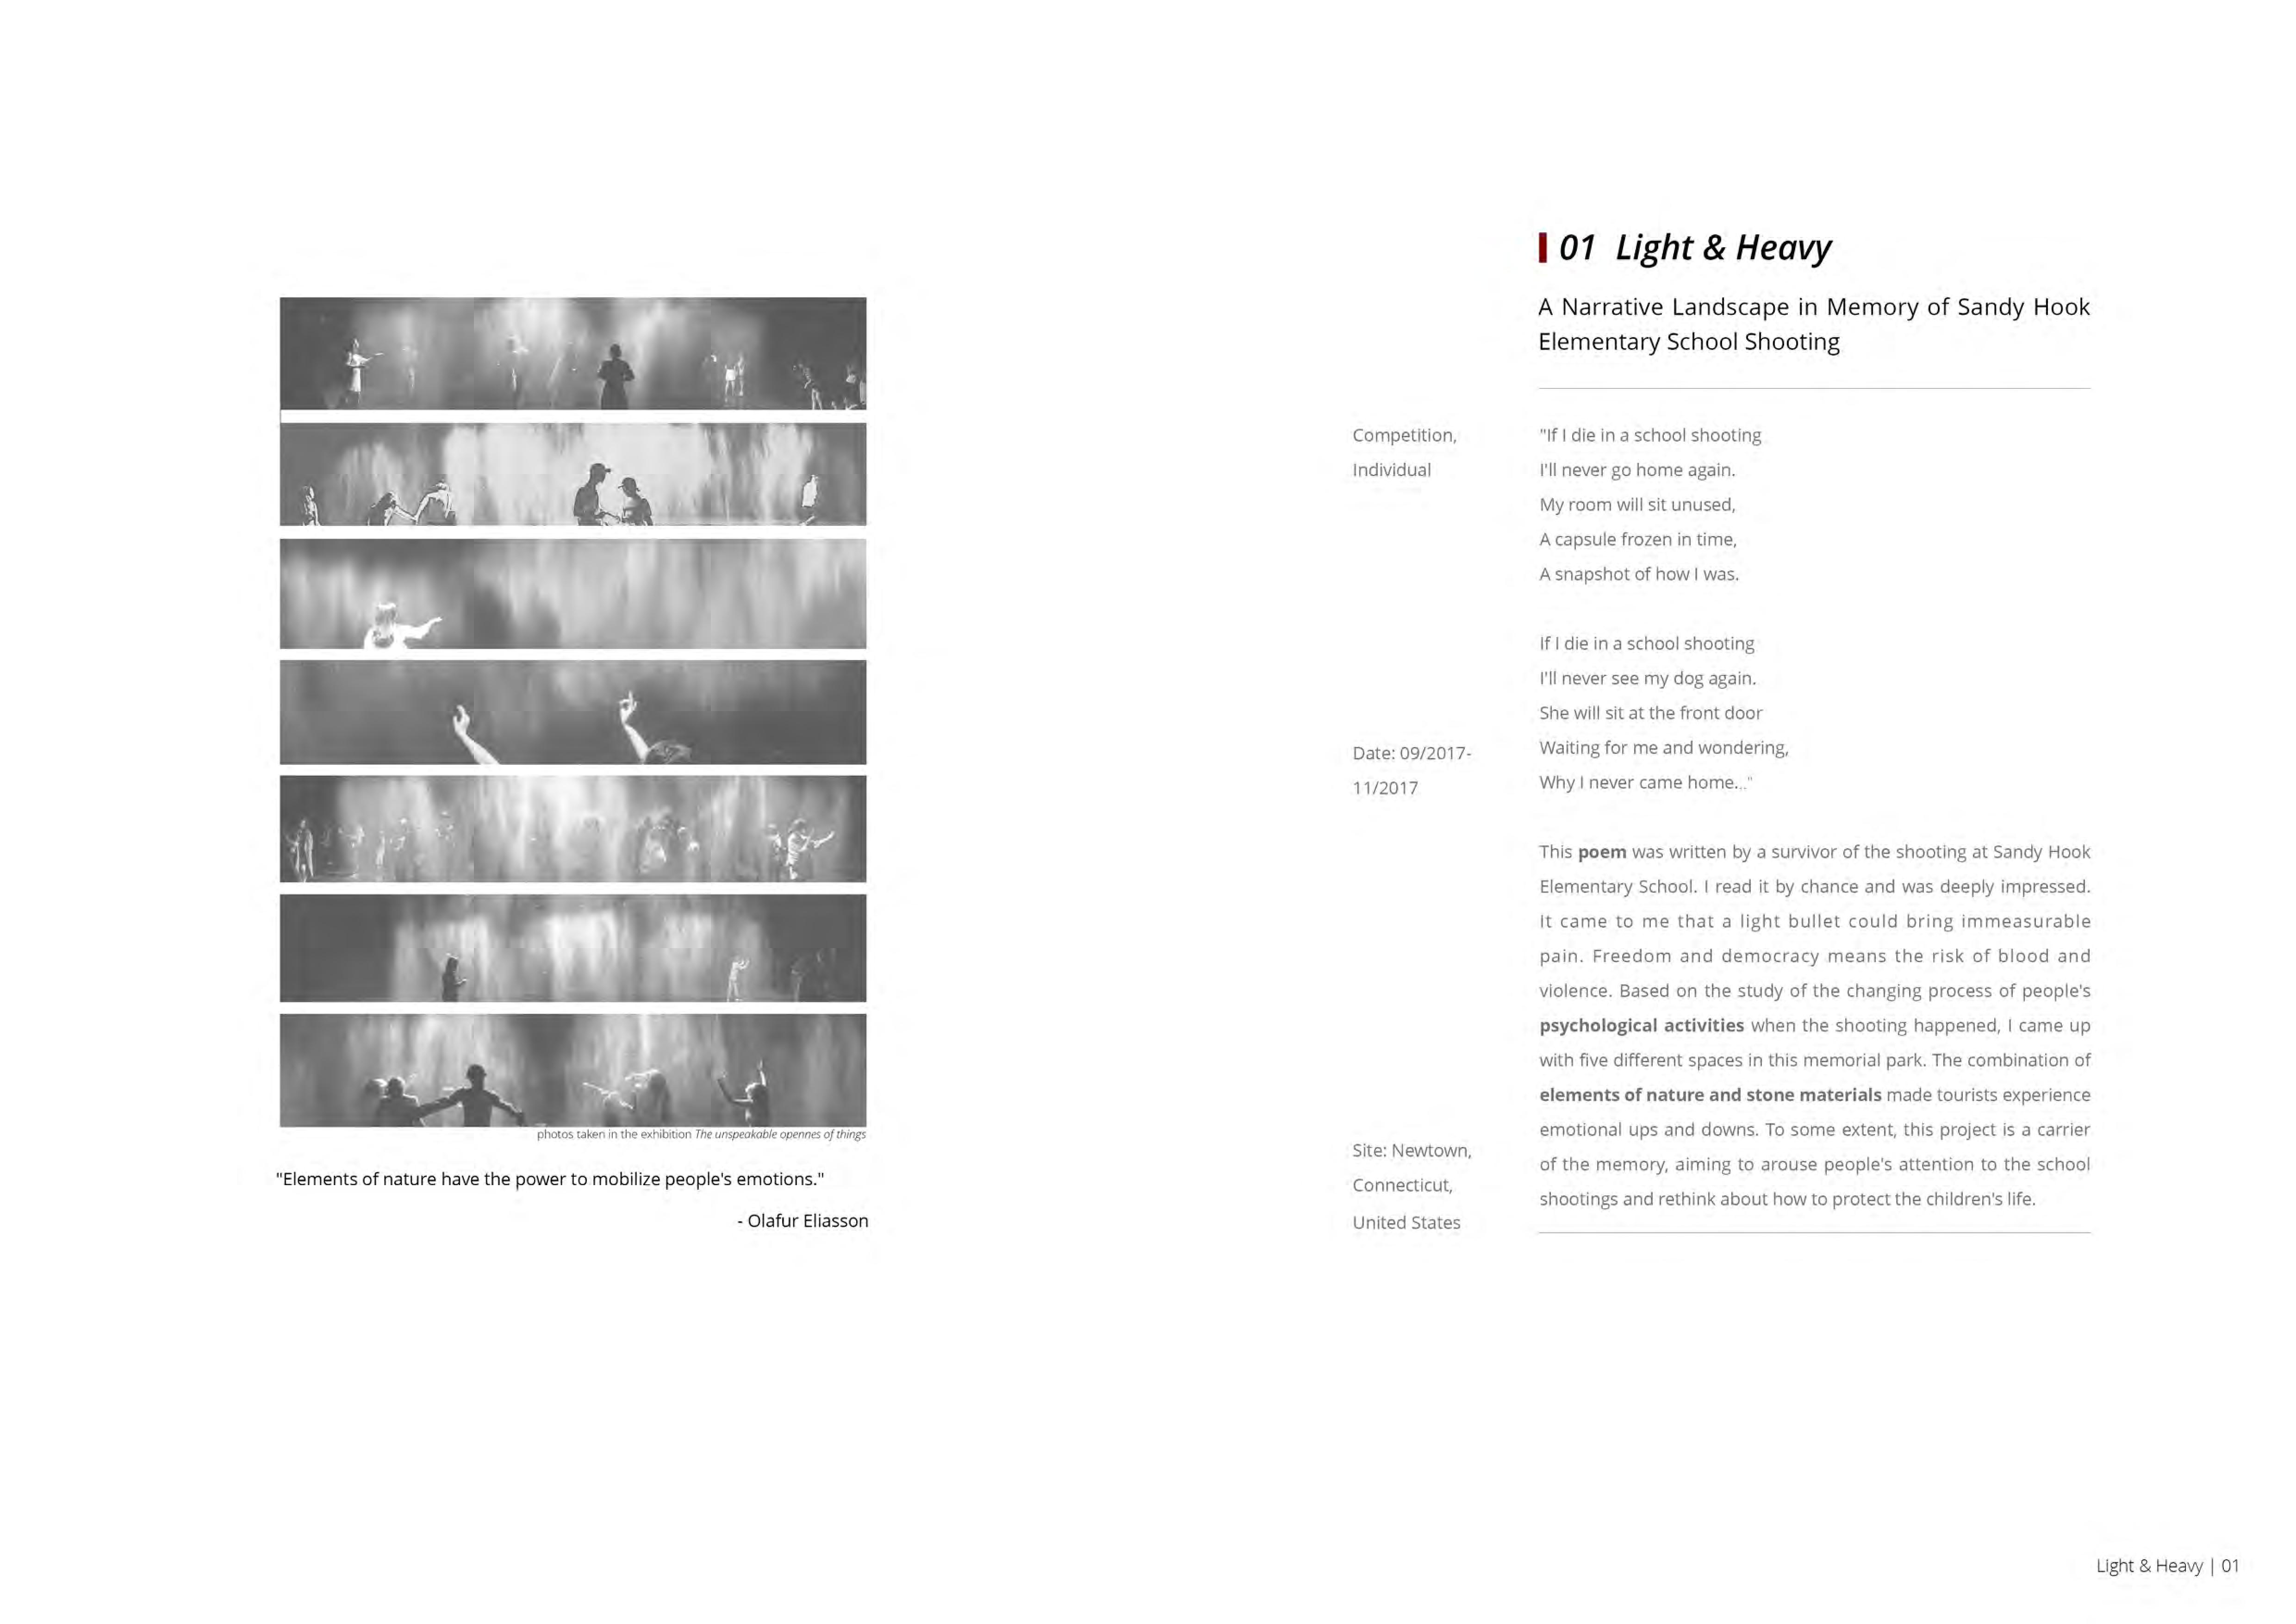 photos taken in the exhibition The unspeakable opennes of things
"Elements of nature have the power to mobilize people's emotions."
- Olafur Eliasson
01 Light & Heavy
A Narrative Landscape in Memory of Sandy Hook
Elementary School Shooting
Competition,
Individual
Date: 09/2017-
11/2017
Site: Newtown,
Connecticut,
United States
"If I die in a school shooting
I'll never go home again.
My room will sit unused,
A capsule frozen in time,
A snapshot of how I was.
If I die in a school shooting
I'll never see my dog again.
She will sit at the front door
Waiting for me and wondering,
Why I never came home..."
This poem was written by a survivor of the shooting at Sandy Hook
Elementary School. I read it by chance and was deeply impressed.
It came to me that a light bullet could bring immeasurable
pain. Freedom and democracy means the risk of blood and
violence. Based on the study of the changing process of people's
psychological activities when the shooting happened, I came up
with five different spaces in this memorial park. The combination of
elements of nature and stone materials made tourists experience
emotional ups and downs. To some extent, this project is a carrier
of the memory, aiming to arouse people's attention to the school
shootings and rethink about how to protect the children's life.
Light & Heavy | 01